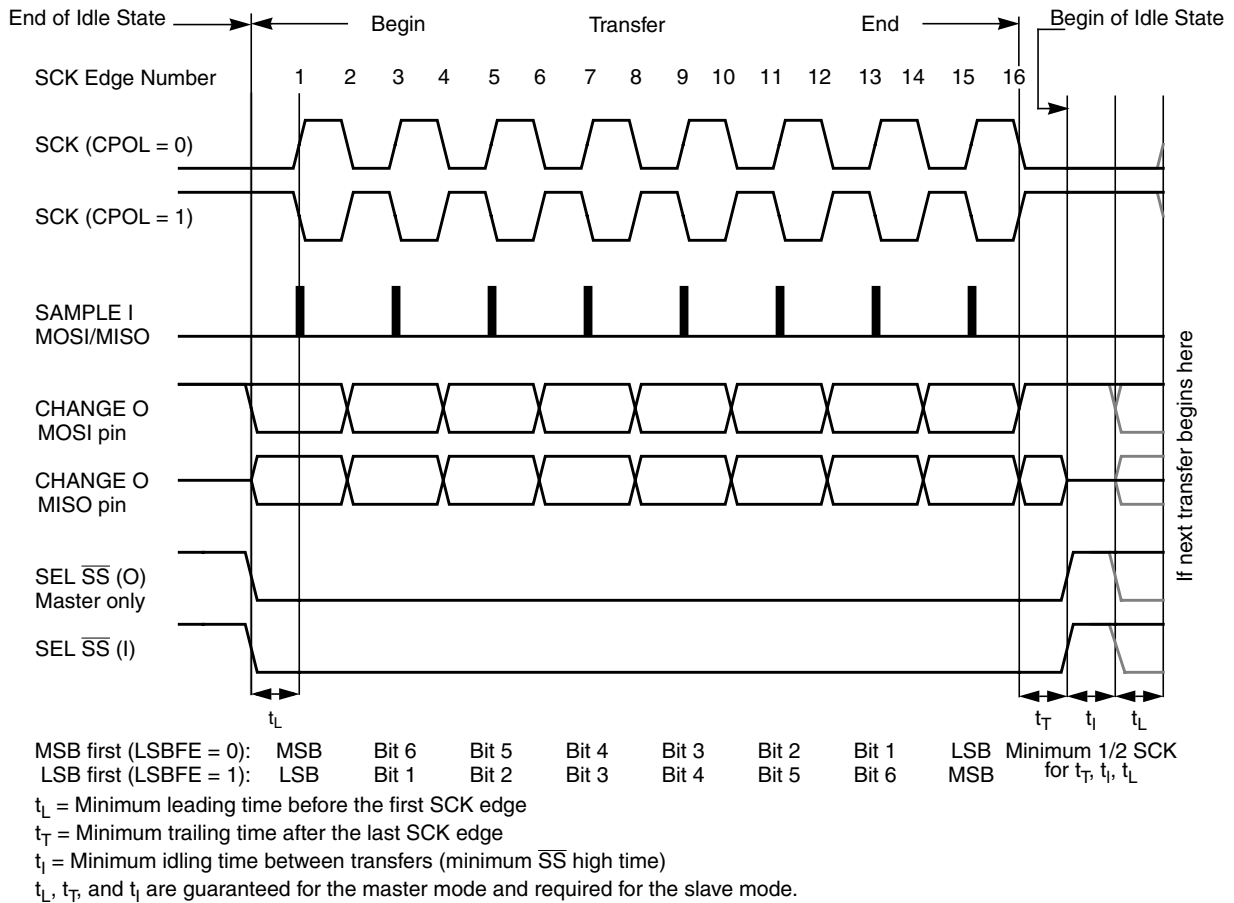 End of Idle State
Begin
Transfer
End
Begin of Idle State
SCK Edge Number
1 2 3 4 5 6 7 8 9 10 11 12 13 14 15 16
SCK (CPOL = 0)
SCK (CPOL = 1)
SAMPLE I
MOSI/MISO
CHANGE O
MOSI pin
CHANGE O
MISO pin
SEL S̅S̅ (O)
Master only
SEL S̅S̅ (I)
If next transfer begins here
tL
tT tI tL
MSB first (LSBFE = 0): MSB Bit 6 Bit 5 Bit 4 Bit 3 Bit 2 Bit 1 LSB
LSB first (LSBFE = 1): LSB Bit 1 Bit 2 Bit 3 Bit 4 Bit 5 Bit 6 MSB
Minimum 1/2 SCK
for tT, tI, tL
tL = Minimum leading time before the first SCK edge
tT = Minimum trailing time after the last SCK edge
tI = Minimum idling time between transfers (minimum S̅S̅ high time)
tL, tT, and tI are guaranteed for the master mode and required for the slave mode.